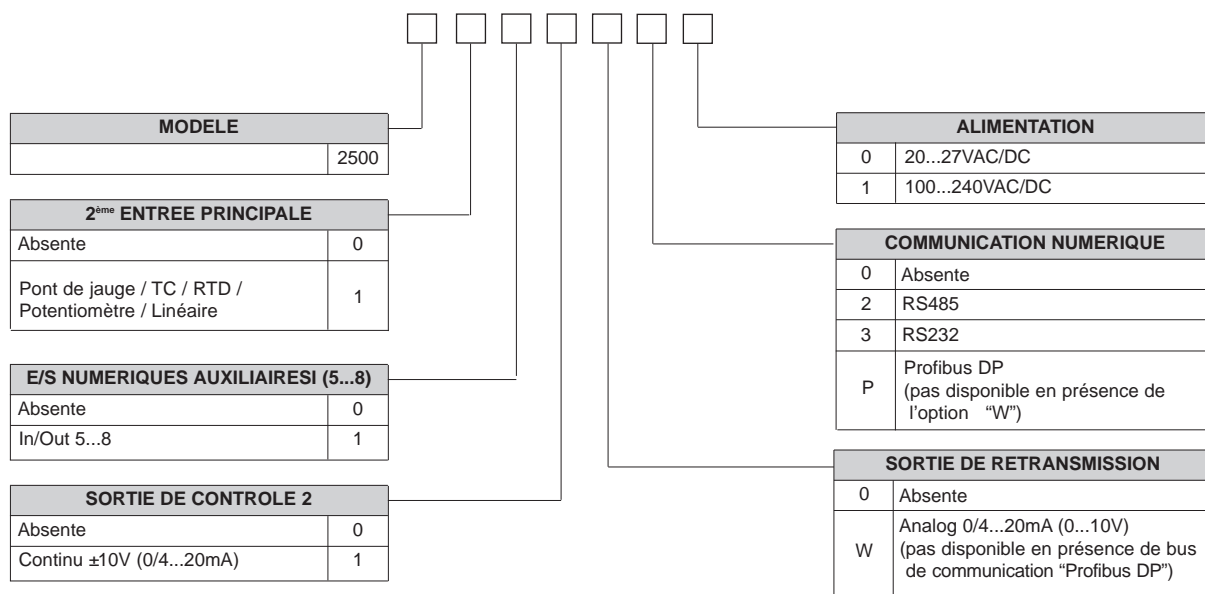 MODELE
2500
2ème ENTREE PRINCIPALE
Absente 0
Pont de jauge / TC / RTD /
Potentiomètre / Linéaire
1
E/S NUMERIQUES AUXILIAIRESI (5...8)
Absente 0
In/Out 5...8 1
SORTIE DE CONTROLE 2
Absente 0
Continu ±10V (0/4...20mA) 1
ALIMENTATION
0 20...27VAC/DC
1 100...240VAC/DC
COMMUNICATION NUMERIQUE
0 Absente
2 RS485
3 RS232
P
Profibus DP
(pas disponible en présence de
l’option “W”)
SORTIE DE RETRANSMISSION
0 Absente
W
Analog 0/4...20mA (0...10V)
(pas disponible en présence de bus
de communication “Profibus DP”)